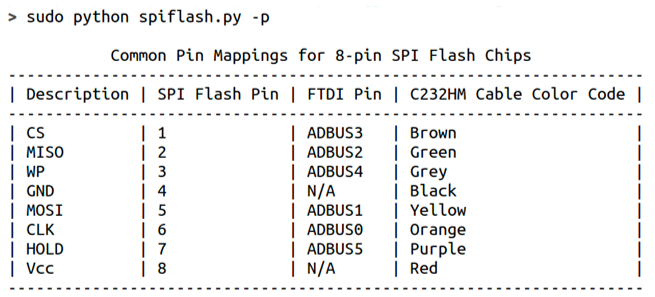 > sudo python spiflash.py -p
Common Pin Mappings for 8-pin SPI Flash Chips
-----------------------------------------------------------------------
| Description | SPI Flash Pin | FTDI Pin | C232HM Cable Color Code |
-----------------------------------------------------------------------
| CS | 1 | ADBUS3 | Brown |
| MISO | 2 | ADBUS2 | Green |
| WP | 3 | ADBUS4 | Grey |
| GND | 4 | N/A | Black |
| MOSI | 5 | ADBUS1 | Yellow |
| CLK | 6 | ADBUS0 | Orange |
| HOLD | 7 | ADBUS5 | Purple |
| Vcc | 8 | N/A | Red |
-----------------------------------------------------------------------